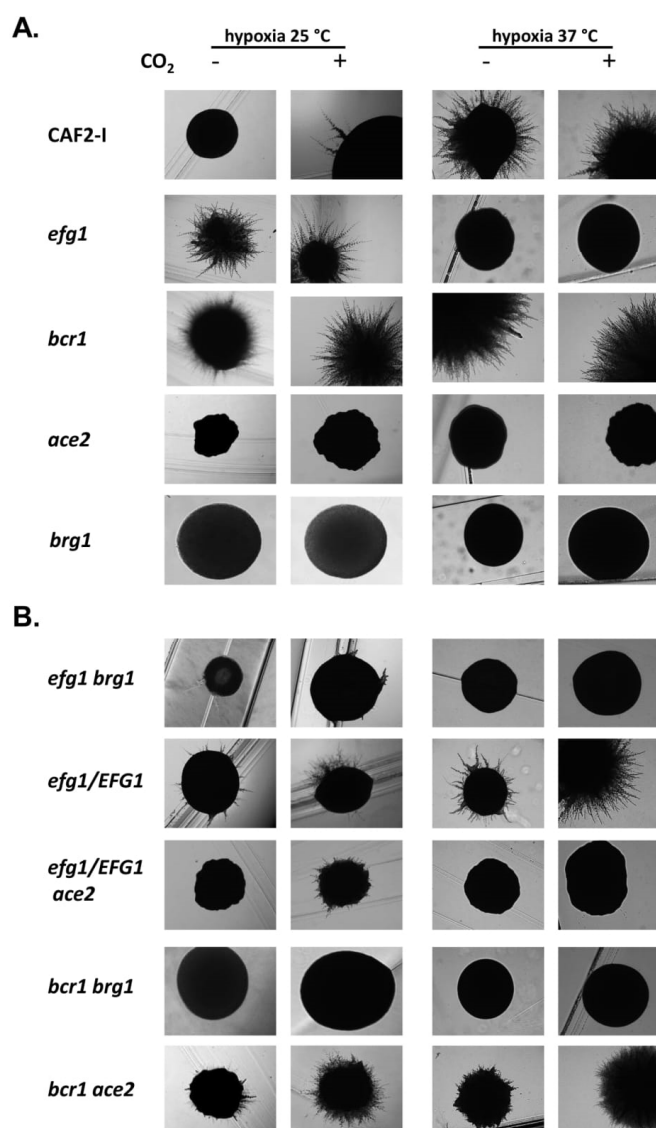 A.
hypoxia 25 °C hypoxia 37 °C
CO₂ - + - +
CAF2-I
efg1
bcr1
ace2
brg1
B.
efg1 brg1
efg1/EFG1
efg1/EFG1
ace2
bcr1 brg1
bcr1 ace2